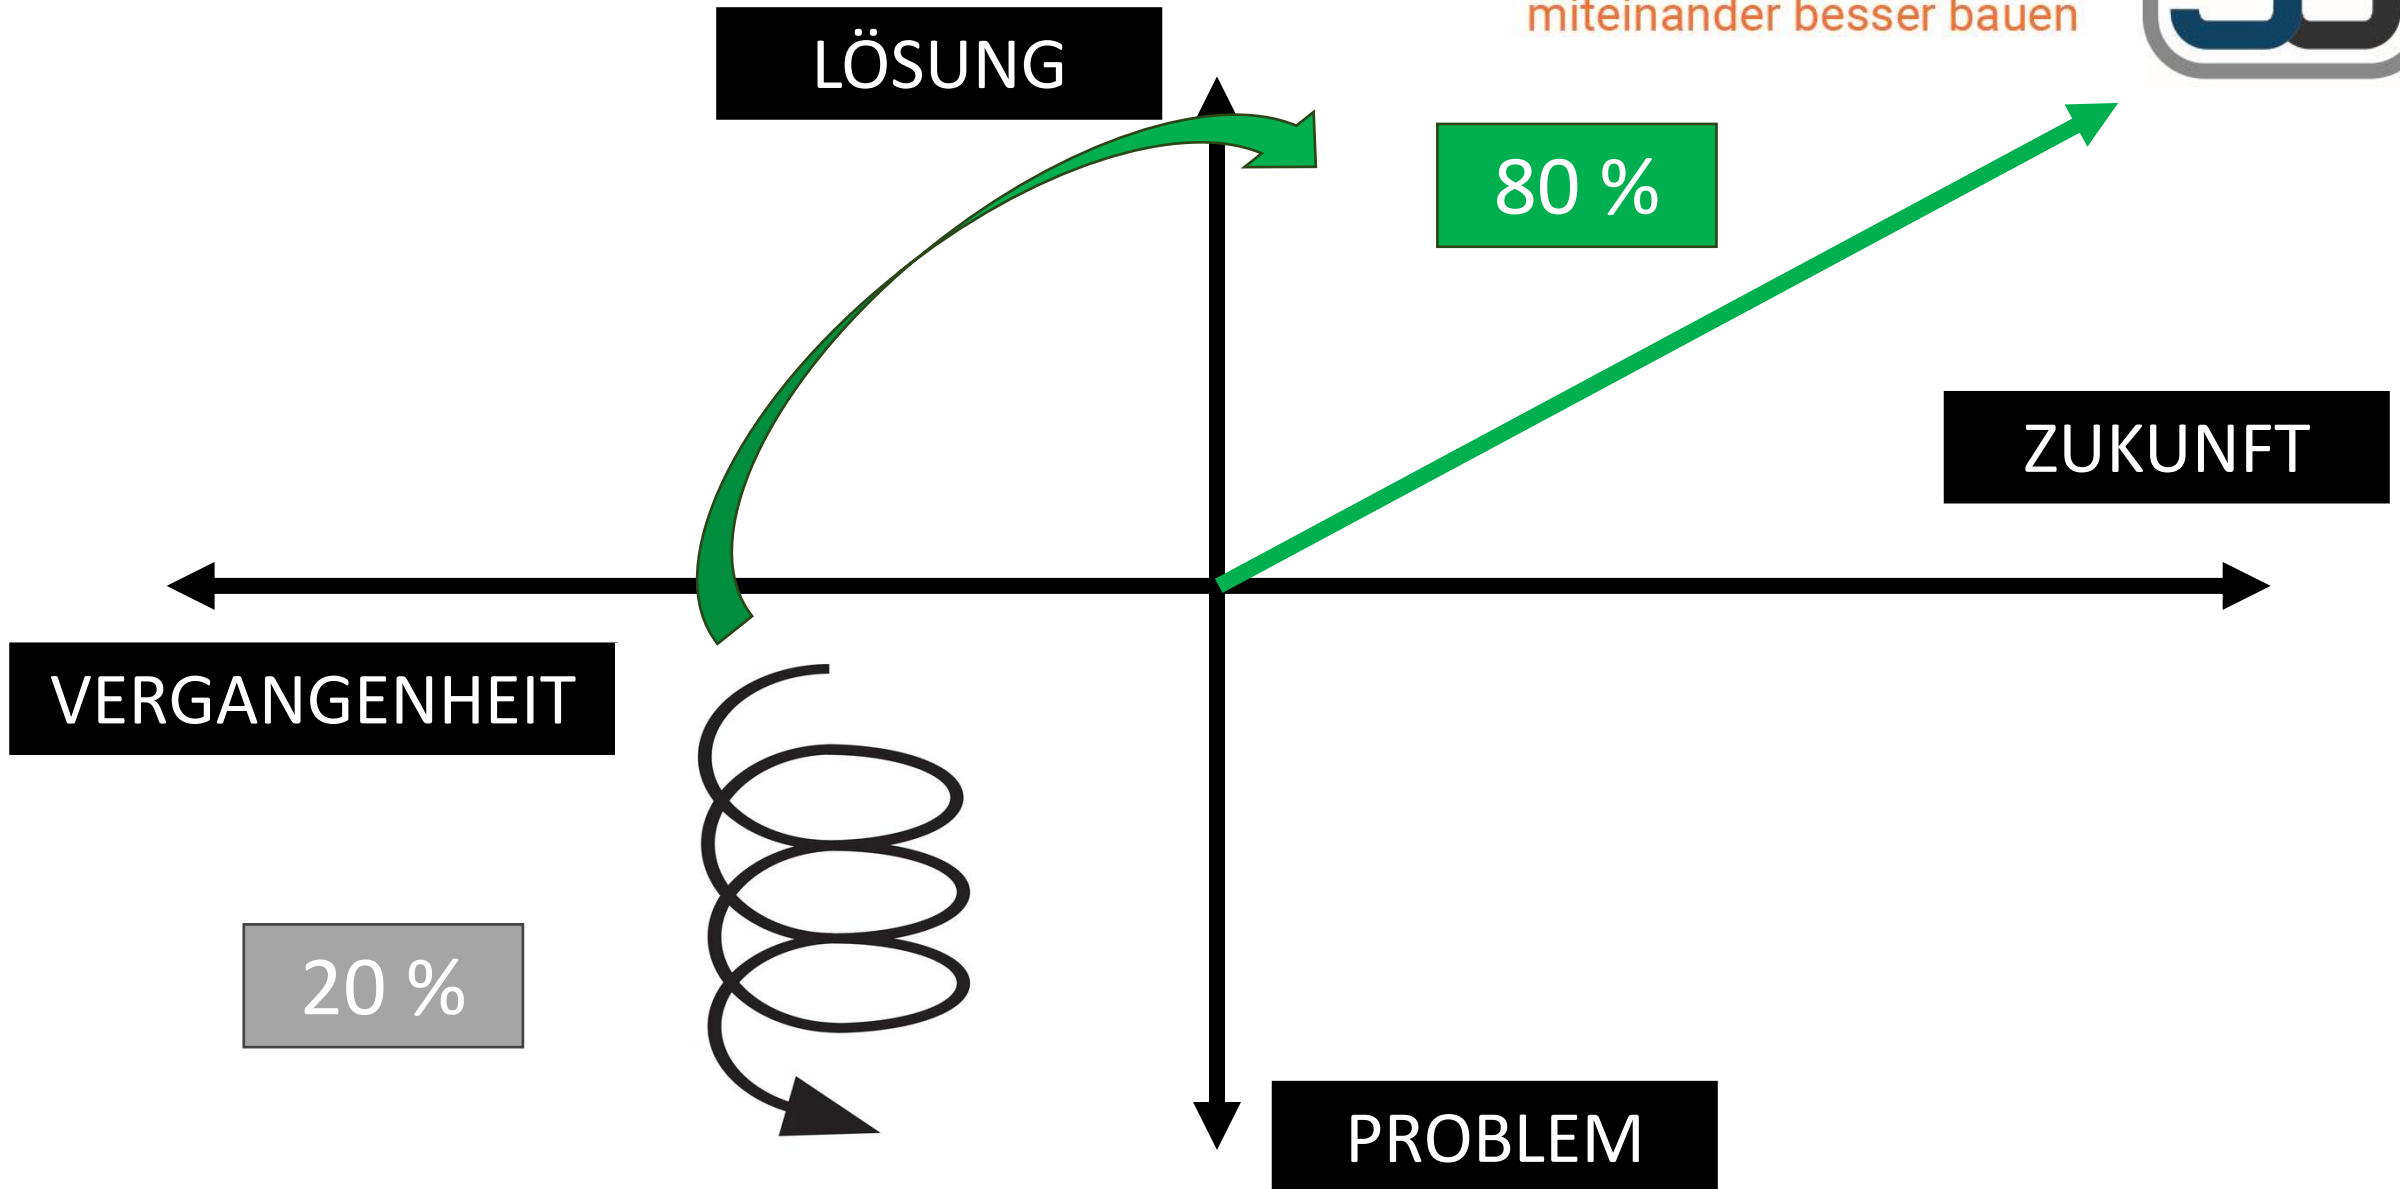 miteinander besser bauen
LÖSUNG
80 %
ZUKUNFT
VERGANGENHEIT
20 %
PROBLEM